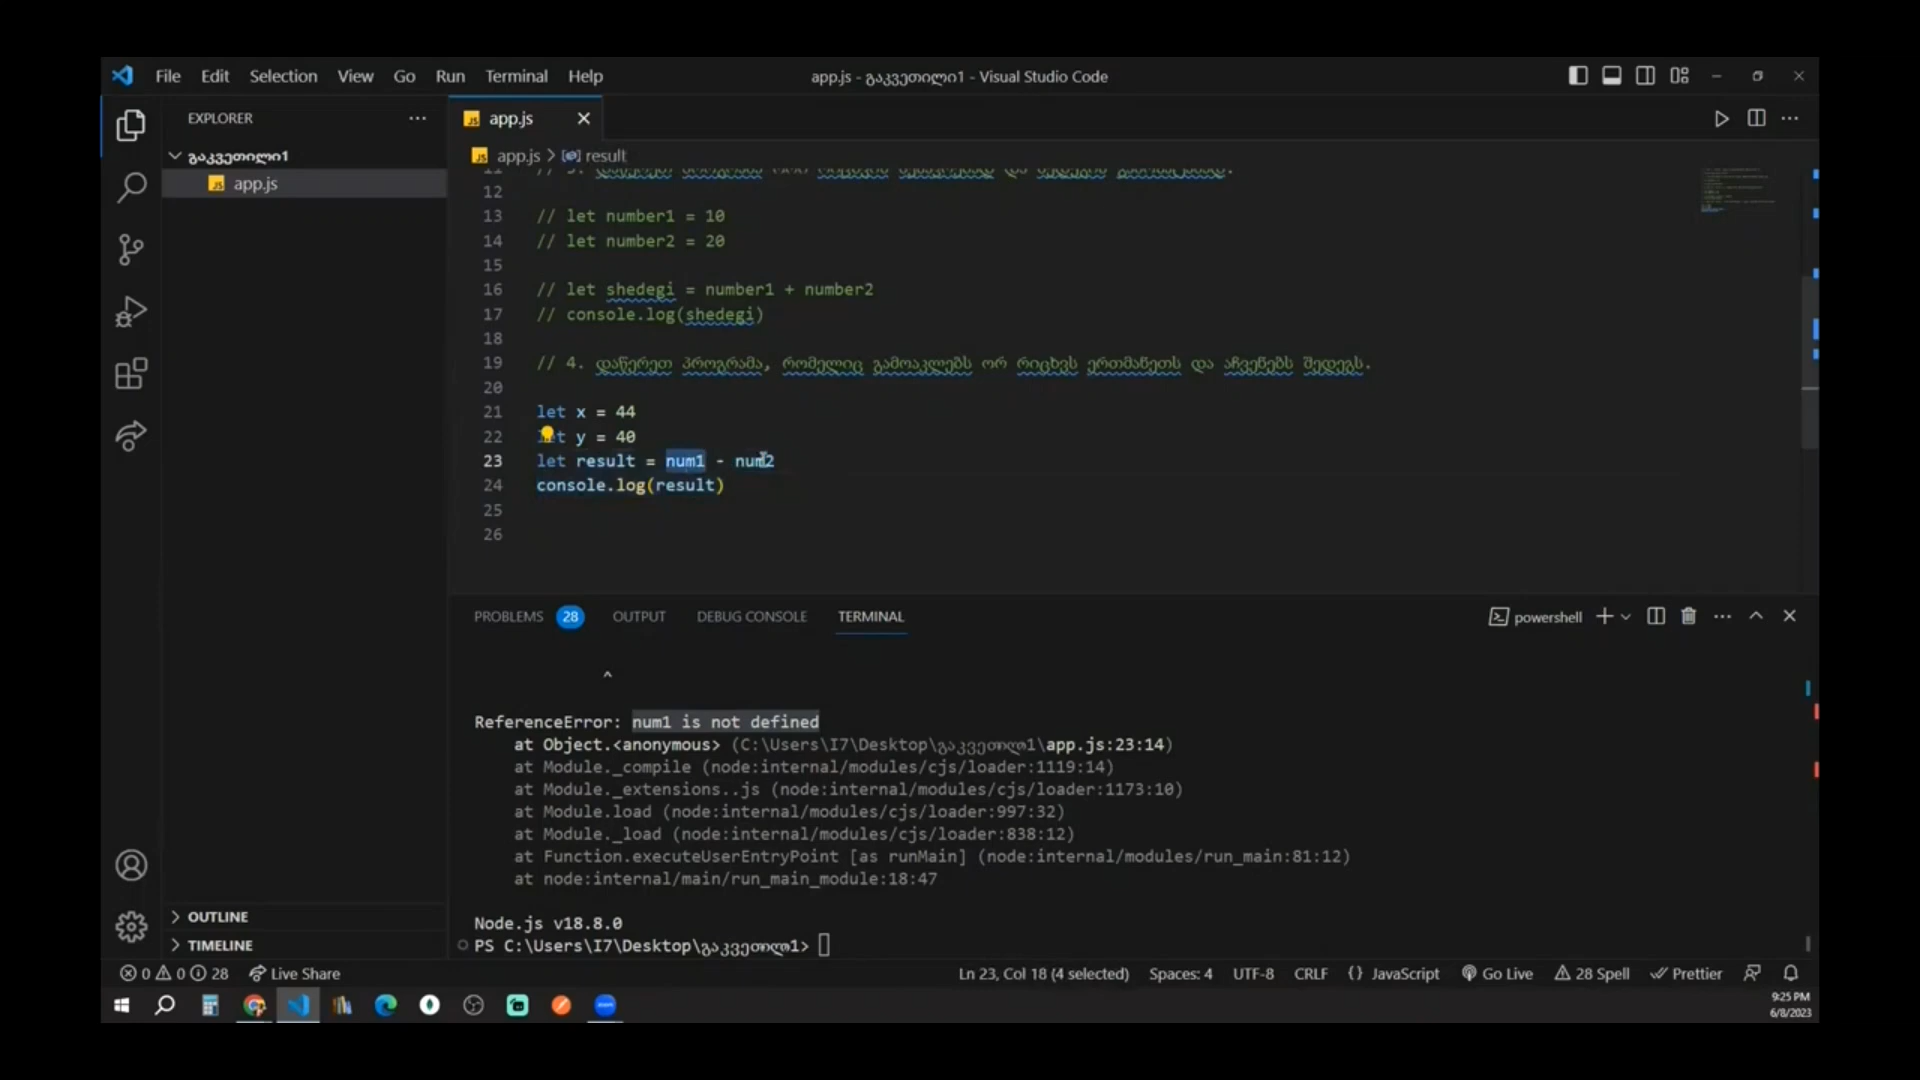 File Edit Selection View Go Run Terminal Help
app.js - გაკვეთილი1 - Visual Studio Code
EXPLORER
გაკვეთილი1
app.js
OUTLINE
TIMELINE
app.js
app.js > result
12
13 // let number1 = 10
14 // let number2 = 20
15
16 // let shedegi = number1 + number2
17 // console.log(shedegi)
18
19 // 4. დაწერეთ პროგრამა, რომელიც გამოაკლებს ორ რიცხვს ერთმანეთს და აჩვენებს შედეგს.
20
21 let x = 44
22 let y = 40
23 let result = num1 - num2
24 console.log(result)
25
26
PROBLEMS 28 OUTPUT DEBUG CONSOLE TERMINAL
powershell
^
ReferenceError: num1 is not defined
at Object.<anonymous> (C:\Users\I7\Desktop\გაკვეთილი1\app.js:23:14)
at Module._compile (node:internal/modules/cjs/loader:1119:14)
at Module._extensions..js (node:internal/modules/cjs/loader:1173:10)
at Module.load (node:internal/modules/cjs/loader:997:32)
at Module._load (node:internal/modules/cjs/loader:838:12)
at Function.executeUserEntryPoint [as runMain] (node:internal/modules/run_main:81:12)
at node:internal/main/run_main_module:18:47
Node.js v18.8.0
PS C:\Users\I7\Desktop\გაკვეთილი1>
0 0 28 Live Share
Ln 23, Col 18 (4 selected) Spaces: 4 UTF-8 CRLF {} JavaScript Go Live 28 Spell Prettier
9:25 PM
6/8/2023